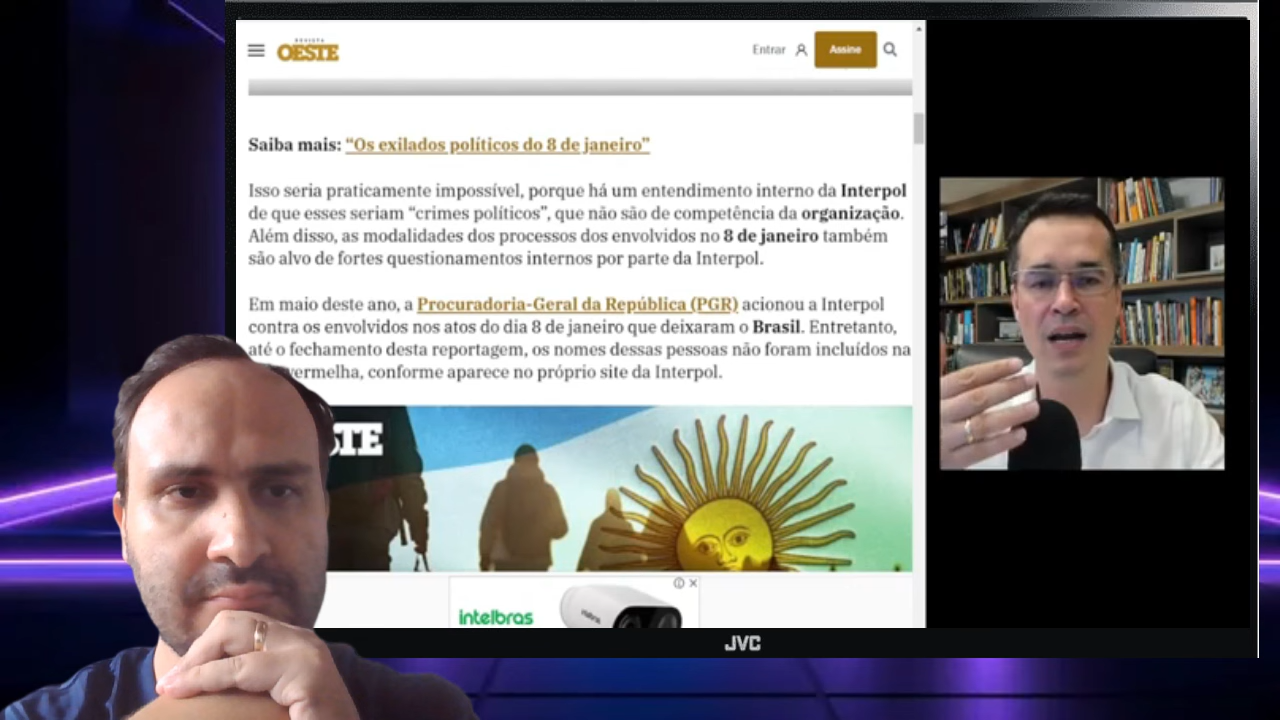 REVISTA
OESTE
Entrar
Assine
Saiba mais: “Os exilados políticos do 8 de janeiro”
Isso seria praticamente impossível, porque há um entendimento interno da Interpol
de que esses seriam “crimes políticos”, que não são de competência da organização.
Além disso, as modalidades dos processos dos envolvidos no 8 de janeiro também
são alvo de fortes questionamentos internos por parte da Interpol.
Em maio deste ano, a Procuradoria-Geral da República (PGR) acionou a Interpol
contra os envolvidos nos atos do dia 8 de janeiro que deixaram o Brasil. Entretanto,
até o fechamento desta reportagem, os nomes dessas pessoas não foram incluídos na
vermelha, conforme aparece no próprio site da Interpol.
STE
intelbras
JVC